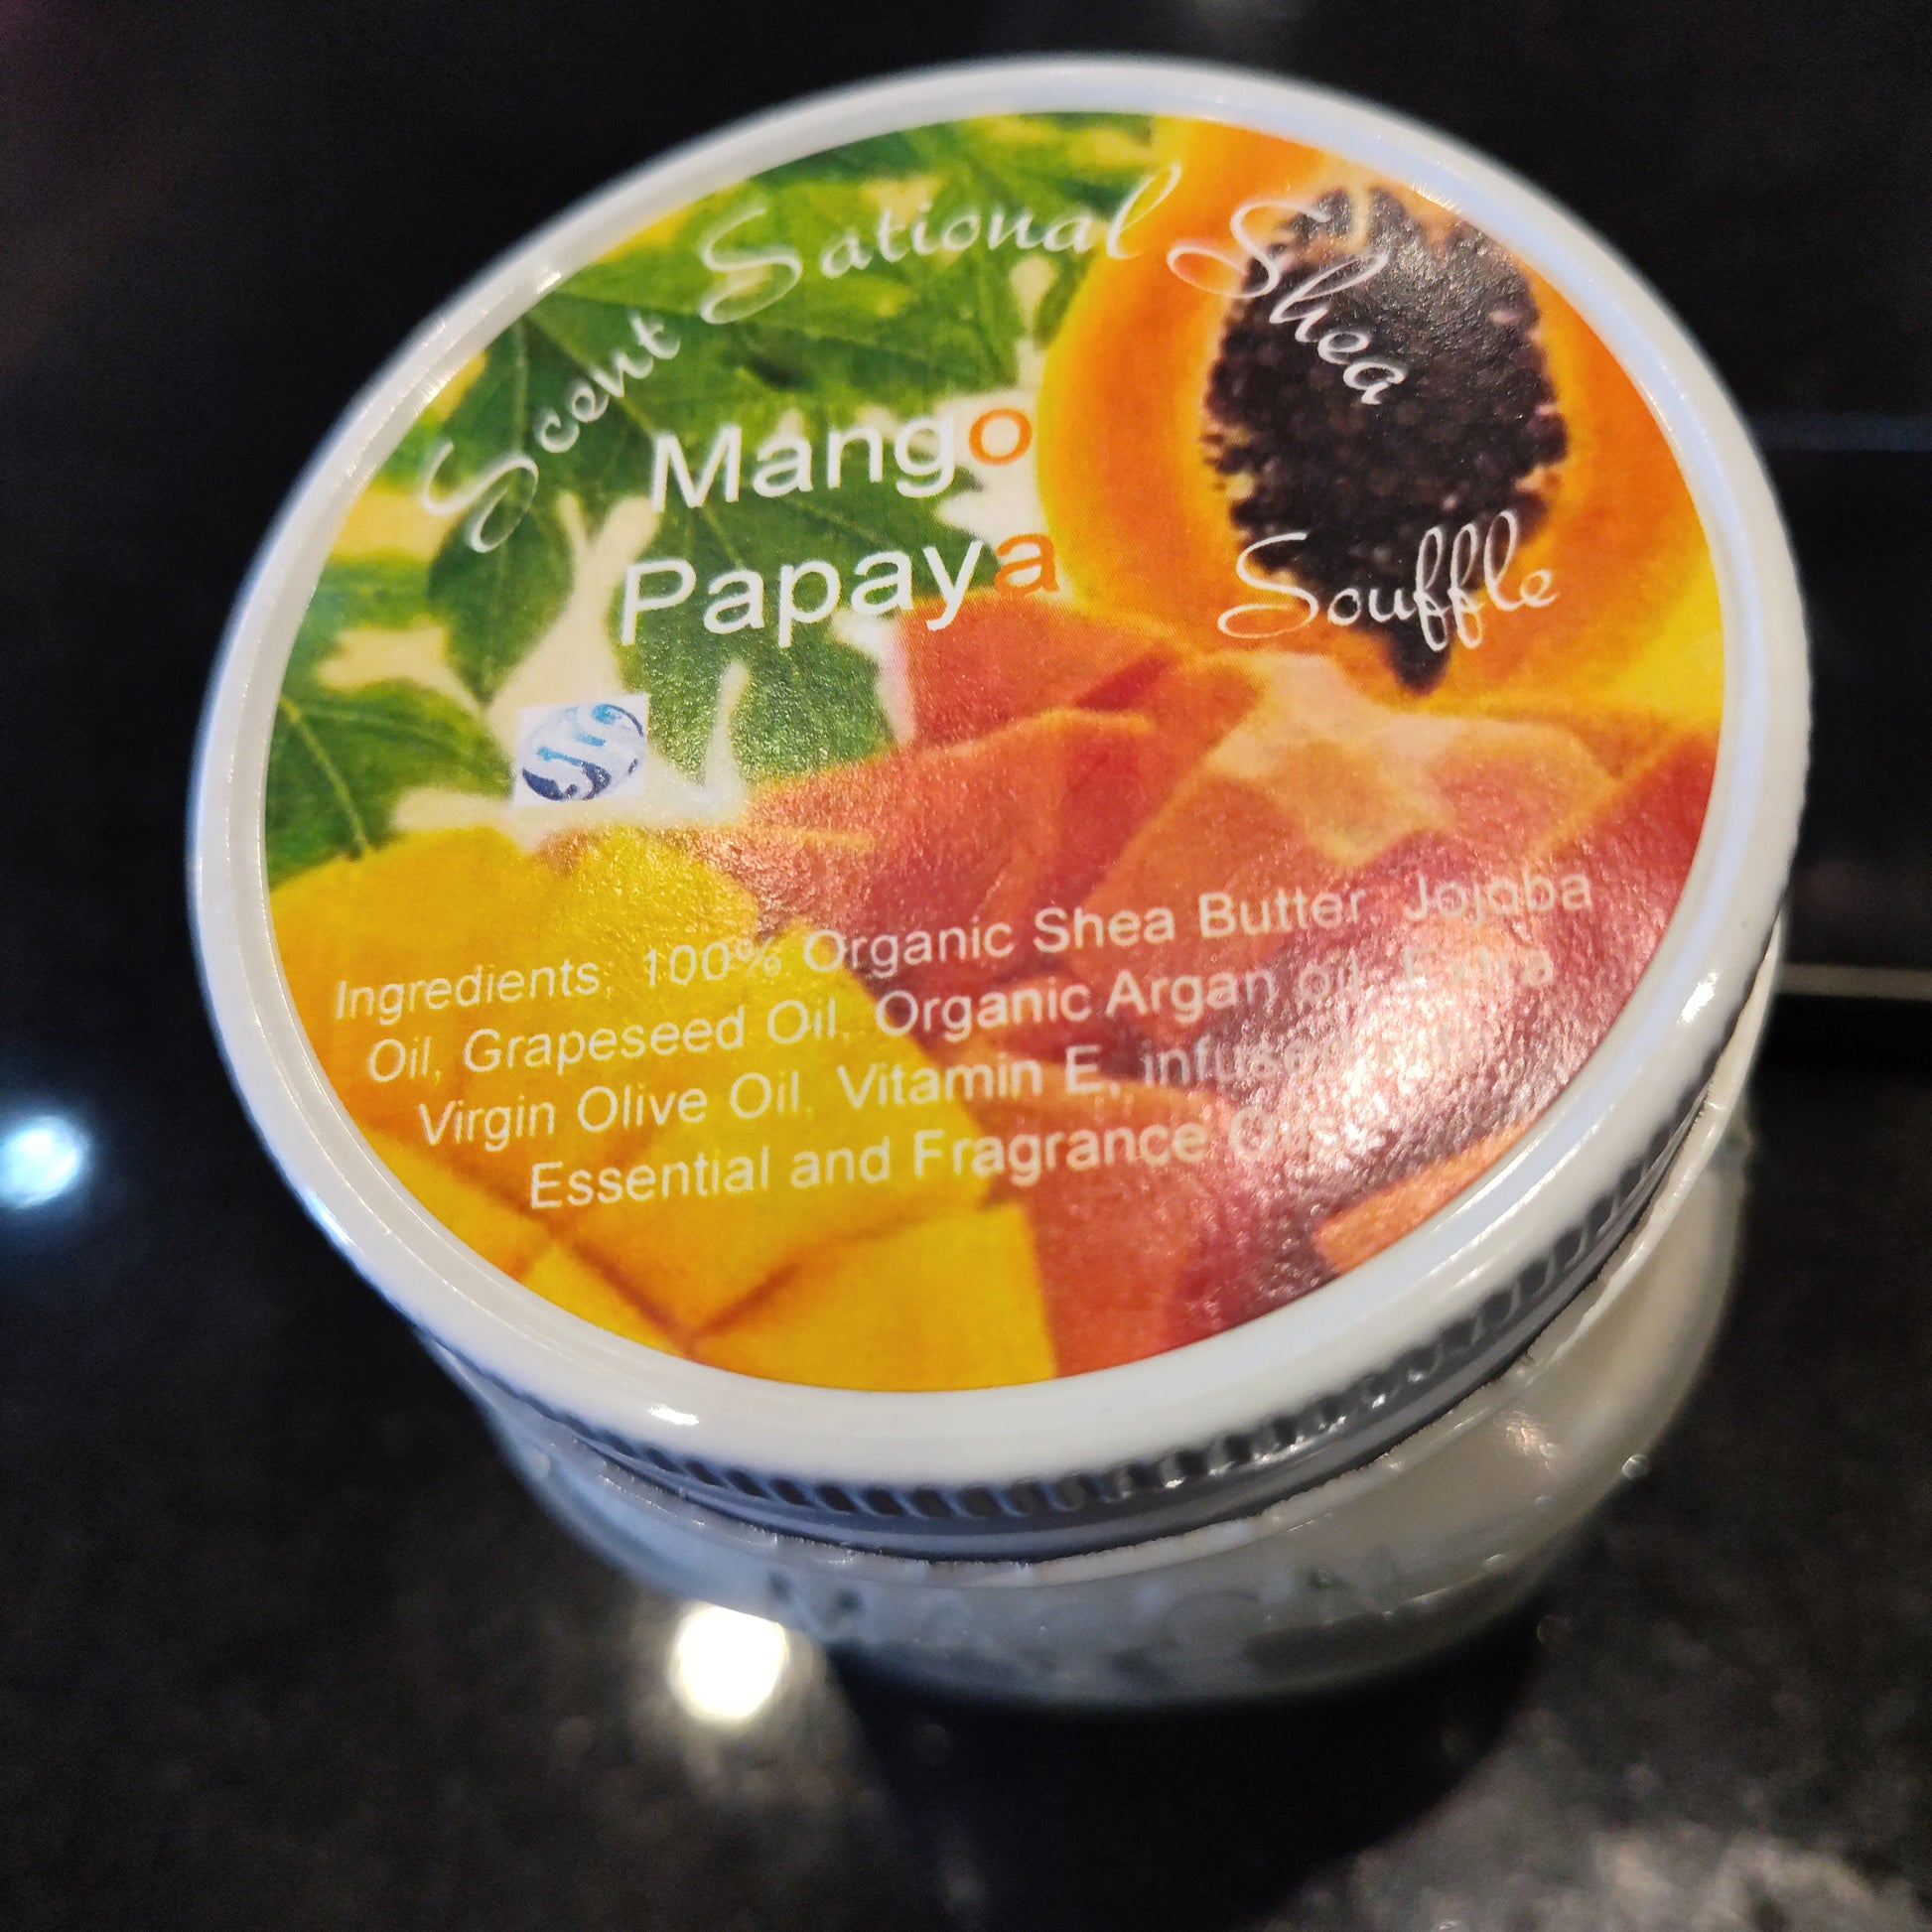 Scent Sational Shea
Souffle
Mango
Papaya
Ingredients; 100% Organic Shea Butter, Jojoba
Oil, Grapeseed Oil, Organic Argan oil, Extra
Virgin Olive Oil, Vitamin E, infused
Essential and Fragrance